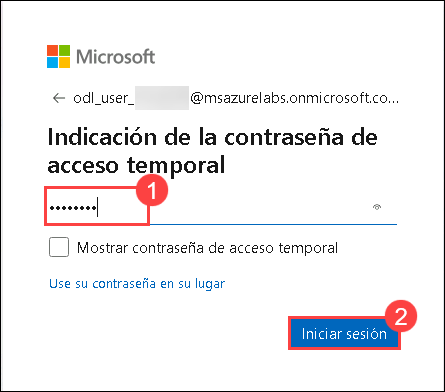 Microsoft
← odl_user_ @msazurelabs.onmicrosoft.co...
Indicación de la contraseña de
acceso temporal
•••••••• 1
Mostrar contraseña de acceso temporal
Use su contraseña en su lugar
2
Iniciar sesión